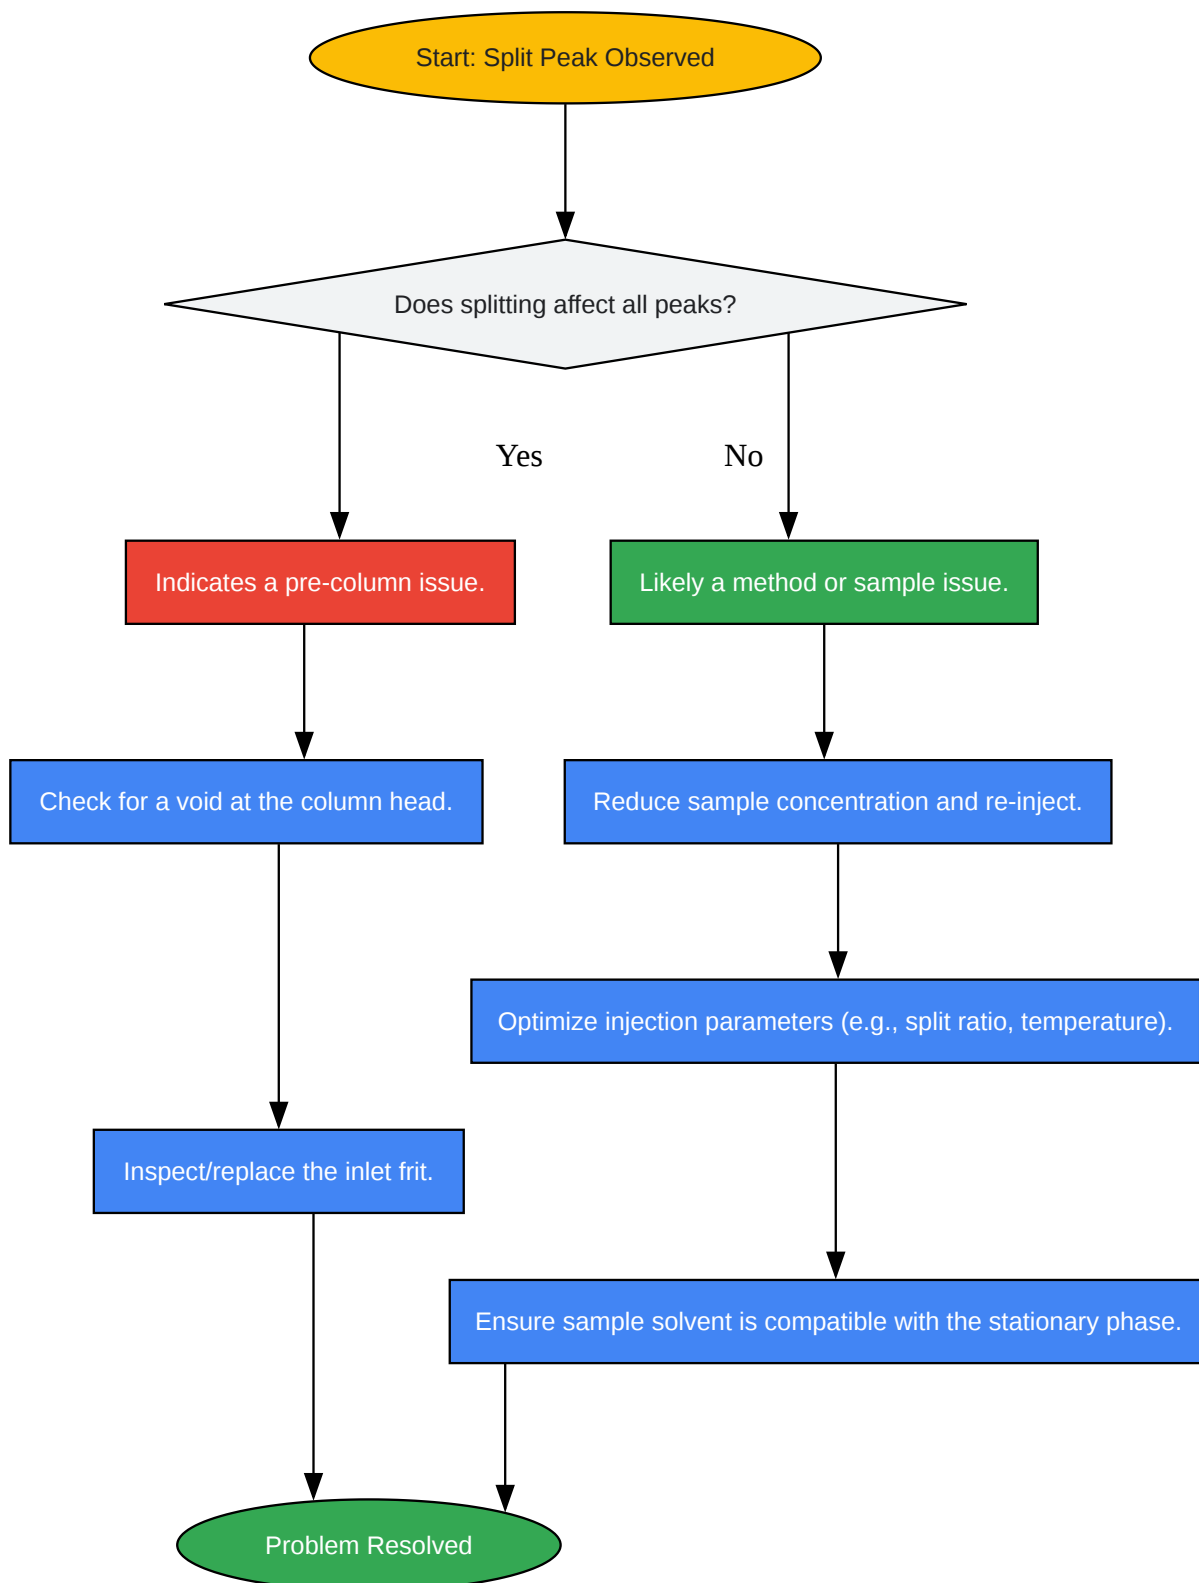 Start: Split Peak Observed
Does splitting affect all peaks?
Yes
No
Indicates a pre-column issue.
Likely a method or sample issue.
Check for a void at the column head.
Reduce sample concentration and re-inject.
Optimize injection parameters (e.g., split ratio, temperature).
Inspect/replace the inlet frit.
Ensure sample solvent is compatible with the stationary phase.
Problem Resolved